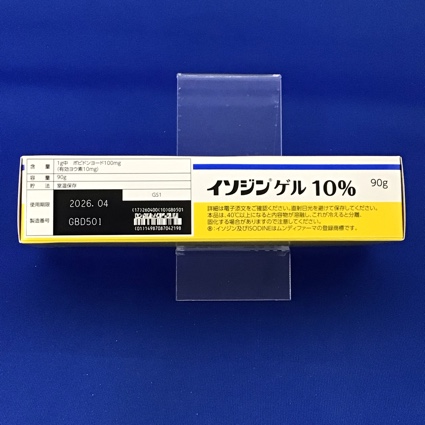 含　量 1g中　ポビドンヨード100mg
(有効ヨウ素10mg)
容　量 90g
貯　法 室温保存
051
使用期限 2026.04
(17)260400(10)GBD501
製造番号 GBD501
(01)14987087042196
イソジンゲル 10% 90g
詳細は電子添文をご確認ください。直射日光を避けて保存してください。
本品は、40℃以上になると内容物が溶融し、これが冷えると分離、
固化する場合がありますので注意してください。
®:イソジン及びISODINEはムンディファーマの登録商標です。